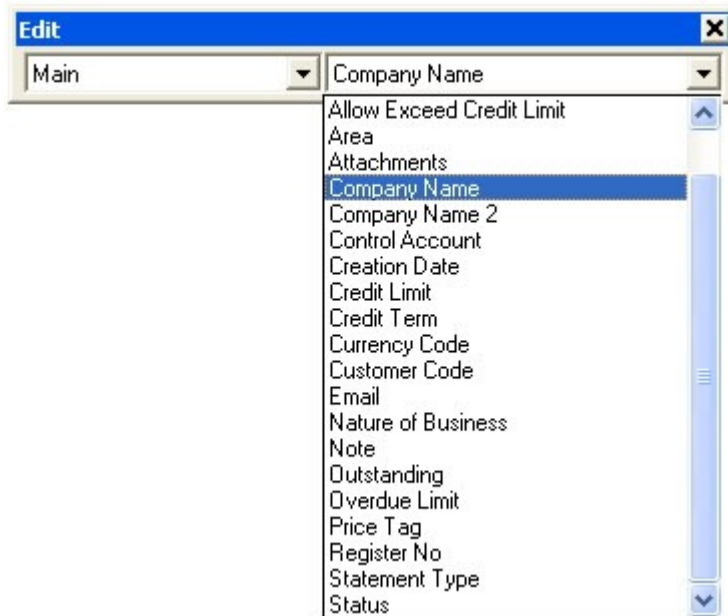 Edit
Main
Company Name
Allow Exceed Credit Limit
Area
Attachments
Company Name
Company Name 2
Control Account
Creation Date
Credit Limit
Credit Term
Currency Code
Customer Code
Email
Nature of Business
Note
Outstanding
Overdue Limit
Price Tag
Register No
Statement Type
Status